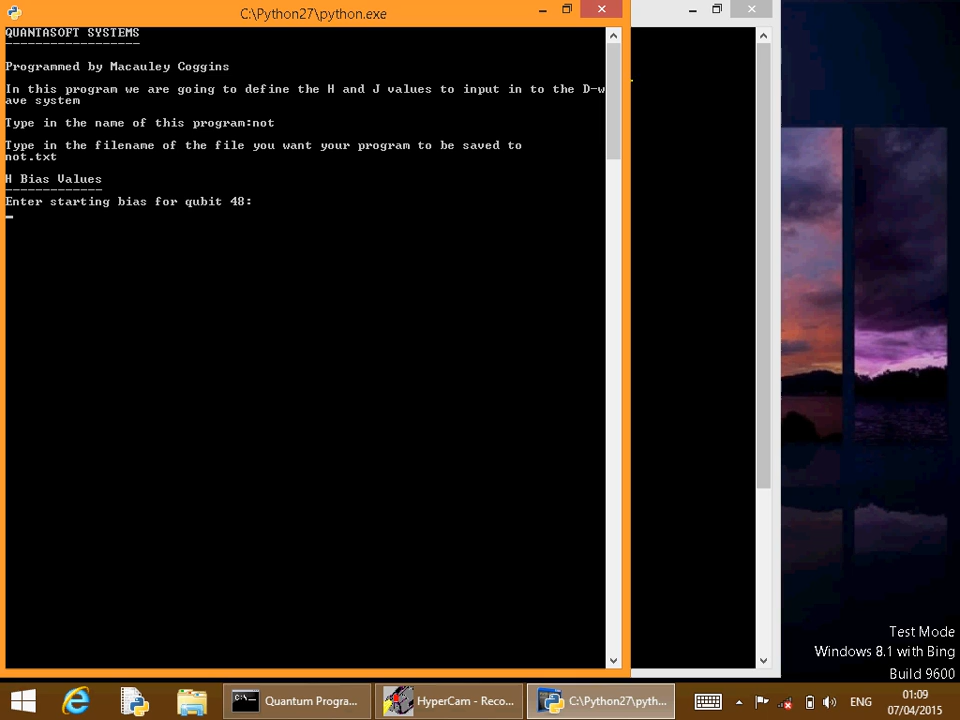 C:\Python27\python.exe
QUANTASOFT SYSTEMS
------------------
Programmed by Macauley Coggins
In this program we are going to define the H and J values to input in to the D-w
ave system
Type in the name of this program:not
Type in the filename of the file you want your program to be saved to
not.txt
H Bias Values
-------------
Enter starting bias for qubit 48:
Test Mode
Windows 8.1 with Bing
Build 9600
Quantum Progra...
HyperCam - Reco...
C:\Python27\pyth...
ENG
01:09
07/04/2015